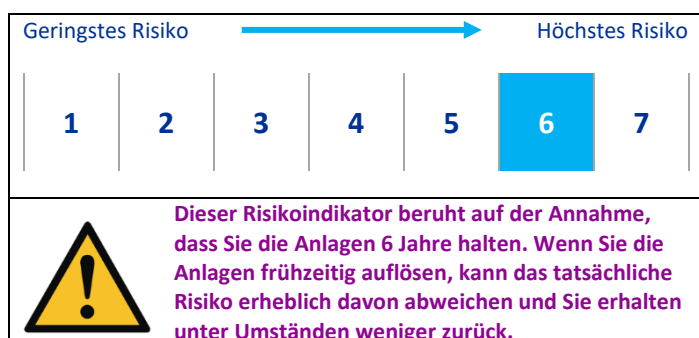 Geringstes Risiko Höchstes Risiko
1 2 3 4 5 6 7
Dieser Risikoindikator beruht auf der Annahme,
dass Sie die Anlagen 6 Jahre halten. Wenn Sie die
Anlagen frühzeitig auflösen, kann das tatsächliche
Risiko erheblich davon abweichen und Sie erhalten
unter Umständen weniger zurück.